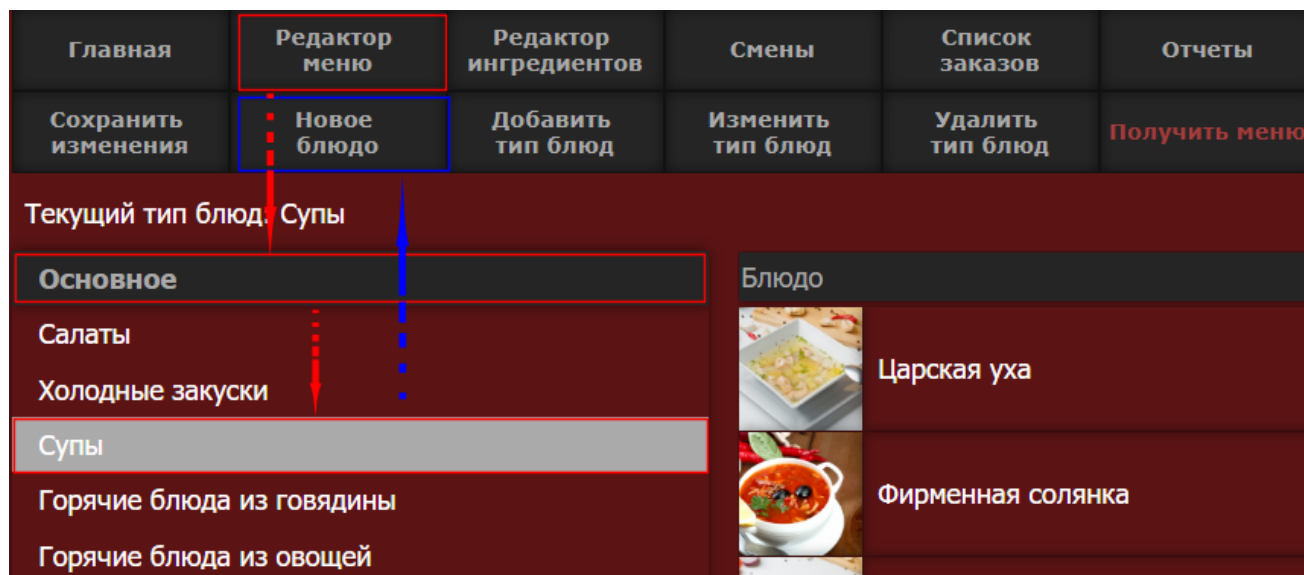 Главная
Редактор
меню
Редактор
ингредиентов
Смены
Список
заказов
Отчеты
Сохранить
изменения
Новое
блюдо
Добавить
тип блюд
Изменить
тип блюд
Удалить
тип блюд
Получить меню
Текущий тип блюд: Супы
Основное
Салаты
Холодные закуски
Супы
Горячие блюда из говядины
Горячие блюда из овощей
Блюдо
Царская уха
Фирменная солянка